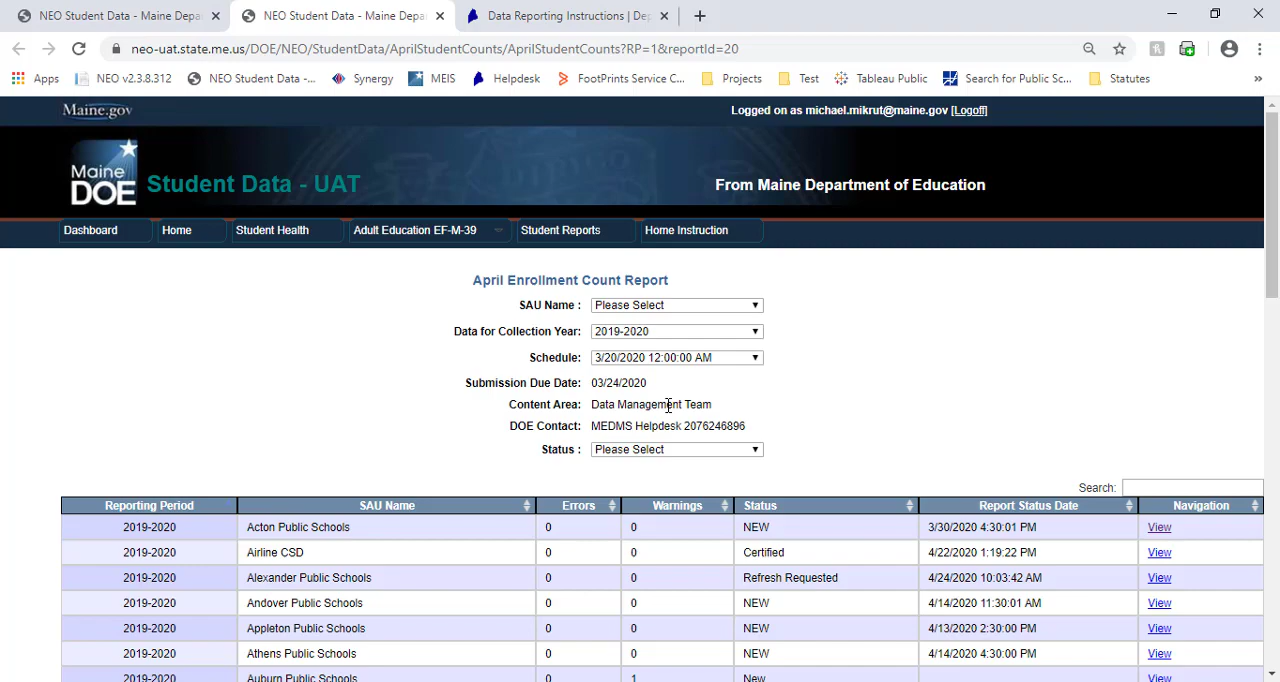 NEO Student Data - Maine Depa
NEO Student Data - Maine Depa
Data Reporting Instructions | De
neo-uat.state.me.us/DOE/NEO/StudentData/AprilStudentCounts/AprilStudentCounts?RP=1&reportId=20
Apps NEO v2.3.8.312 NEO Student Data -... Synergy MEIS Helpdesk FootPrints Service C... Projects Test Tableau Public Search for Public Sc... Statutes »
Maine.gov
Logged on as michael.mikrut@maine.gov [Logoff]
Maine DOE
Student Data - UAT
From Maine Department of Education
Dashboard Home Student Health Adult Education EF-M-39 Student Reports Home Instruction
April Enrollment Count Report
SAU Name : Please Select
Data for Collection Year: 2019-2020
Schedule: 3/20/2020 12:00:00 AM
Submission Due Date: 03/24/2020
Content Area: Data Management Team
DOE Contact: MEDMS Helpdesk 2076246896
Status : Please Select
Search:
Reporting Period SAU Name Errors Warnings Status Report Status Date Navigation
2019-2020 Acton Public Schools 0 0 NEW 3/30/2020 4:30:01 PM View
2019-2020 Airline CSD 0 0 Certified 4/22/2020 1:19:22 PM View
2019-2020 Alexander Public Schools 0 0 Refresh Requested 4/24/2020 10:03:42 AM View
2019-2020 Andover Public Schools 0 0 NEW 4/14/2020 11:30:01 AM View
2019-2020 Appleton Public Schools 0 0 NEW 4/13/2020 2:30:00 PM View
2019-2020 Athens Public Schools 0 0 NEW 4/14/2020 4:30:00 PM View
2019-2020 Auburn Public Schools 0 1 New View